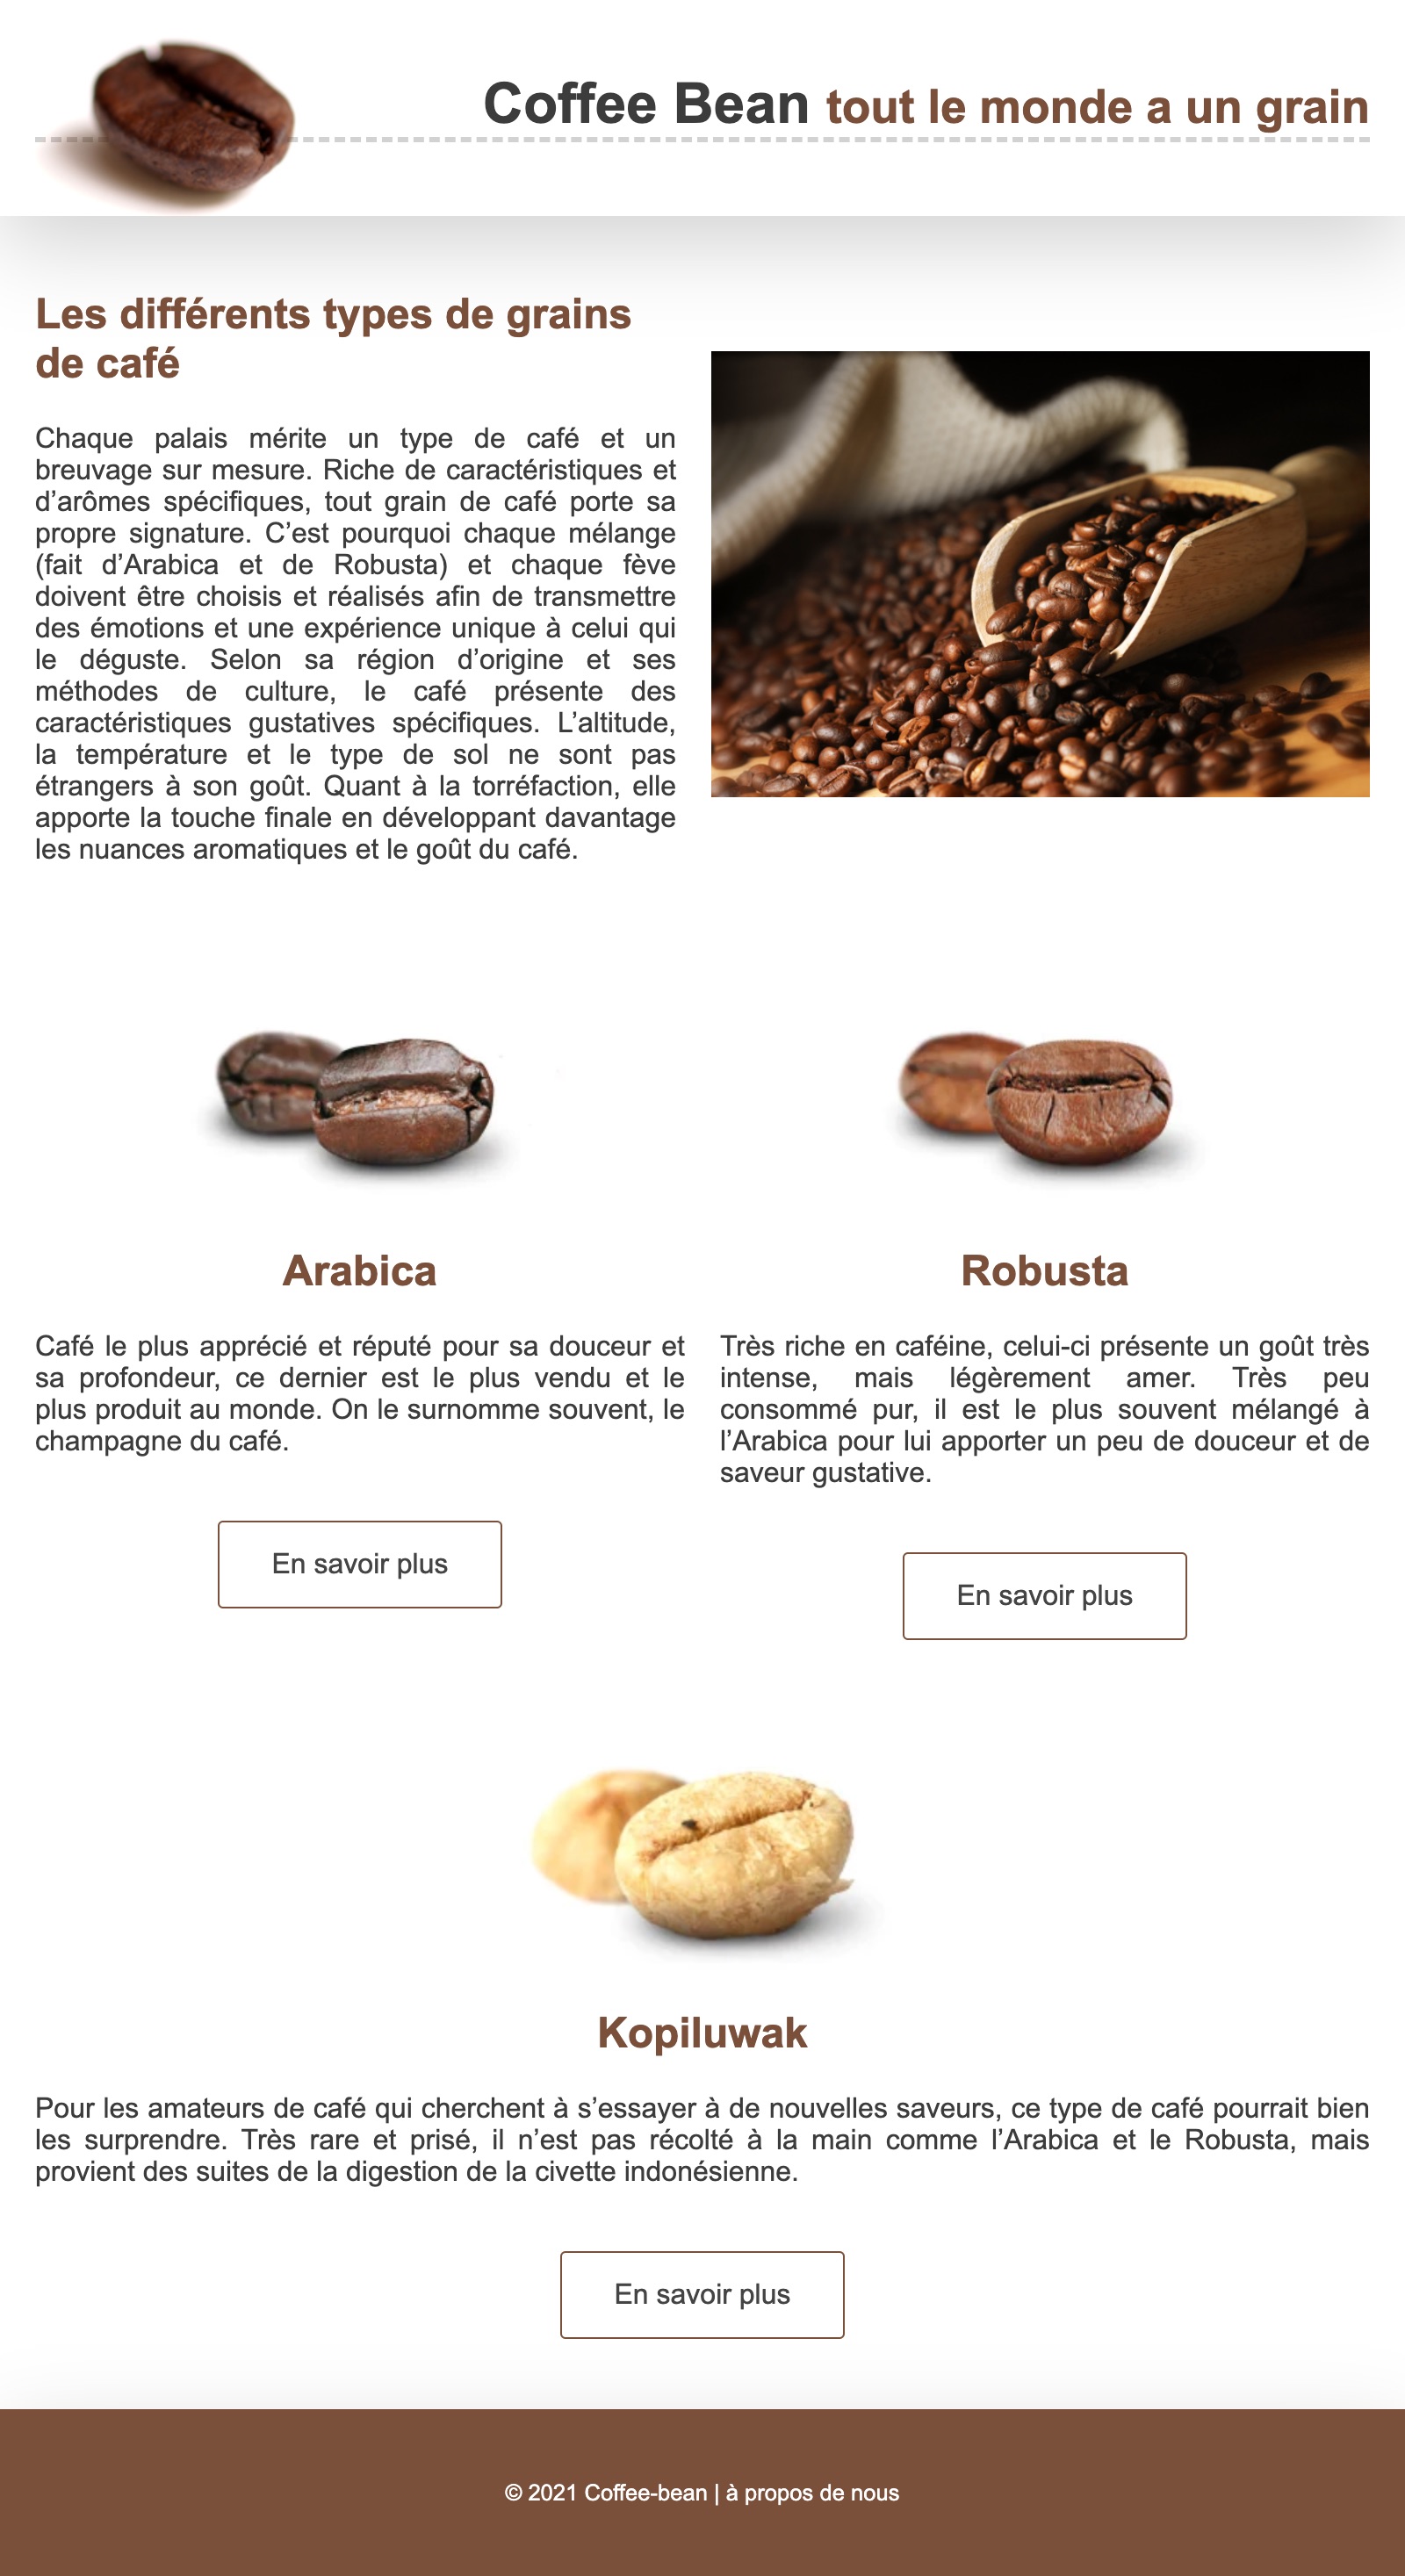 Coffee Bean tout le monde a un grain
Les différents types de grains
de café
Chaque palais mérite un type de café et un
breuvage sur mesure. Riche de caractéristiques et
d’arômes spécifiques, tout grain de café porte sa
propre signature. C’est pourquoi chaque mélange
(fait d’Arabica et de Robusta) et chaque fève
doivent être choisis et réalisés afin de transmettre
des émotions et une expérience unique à celui qui
le déguste. Selon sa région d’origine et ses
méthodes de culture, le café présente des
caractéristiques gustatives spécifiques. L’altitude,
la température et le type de sol ne sont pas
étrangers à son goût. Quant à la torréfaction, elle
apporte la touche finale en développant davantage
les nuances aromatiques et le goût du café.
Arabica
Café le plus apprécié et réputé pour sa douceur et
sa profondeur, ce dernier est le plus vendu et le
plus produit au monde. On le surnomme souvent, le
champagne du café.
En savoir plus
Robusta
Très riche en caféine, celui-ci présente un goût très
intense, mais légèrement amer. Très peu
consommé pur, il est le plus souvent mélangé à
l’Arabica pour lui apporter un peu de douceur et de
saveur gustative.
En savoir plus
Kopiluwak
Pour les amateurs de café qui cherchent à s’essayer à de nouvelles saveurs, ce type de café pourrait bien
les surprendre. Très rare et prisé, il n’est pas récolté à la main comme l’Arabica et le Robusta, mais
provient des suites de la digestion de la civette indonésienne.
En savoir plus
© 2021 Coffee-bean | à propos de nous